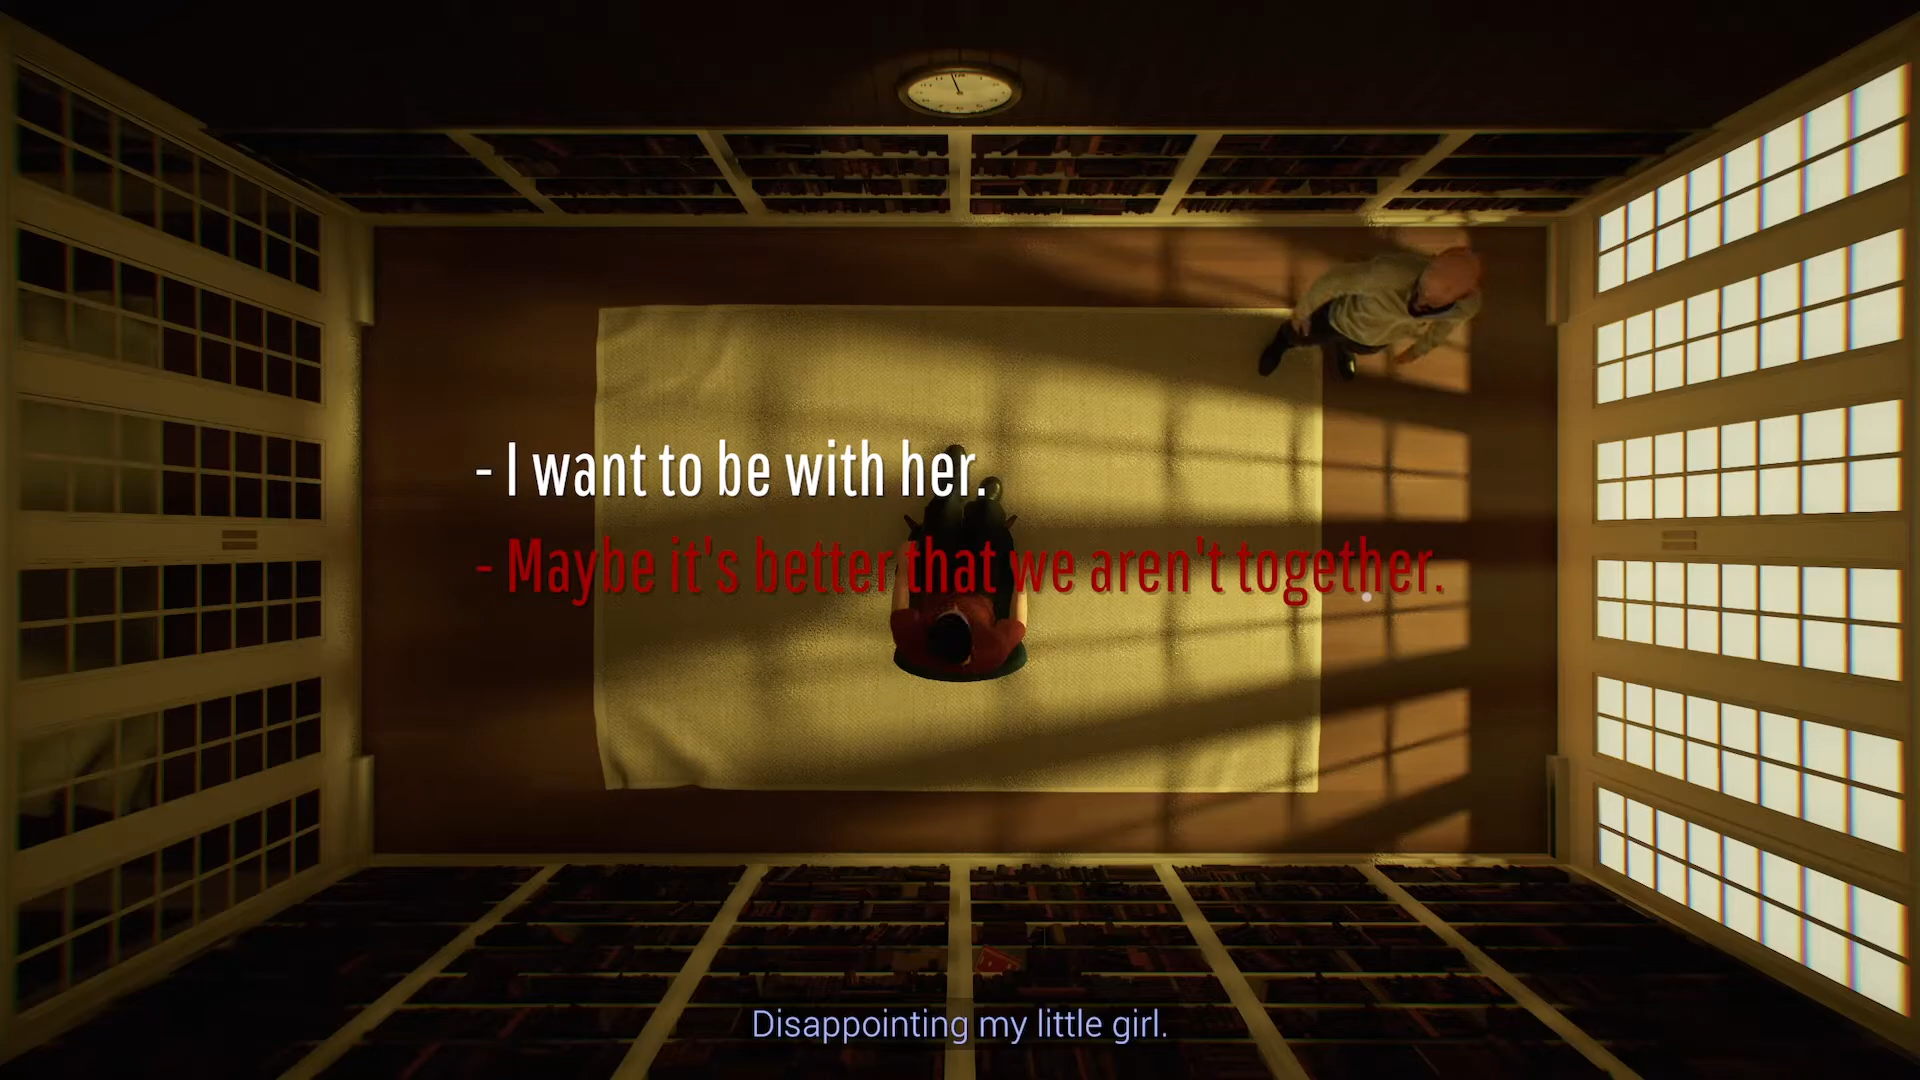 - I want to be with her.
- Maybe it's better that we aren't together.
Disappointing my little girl.